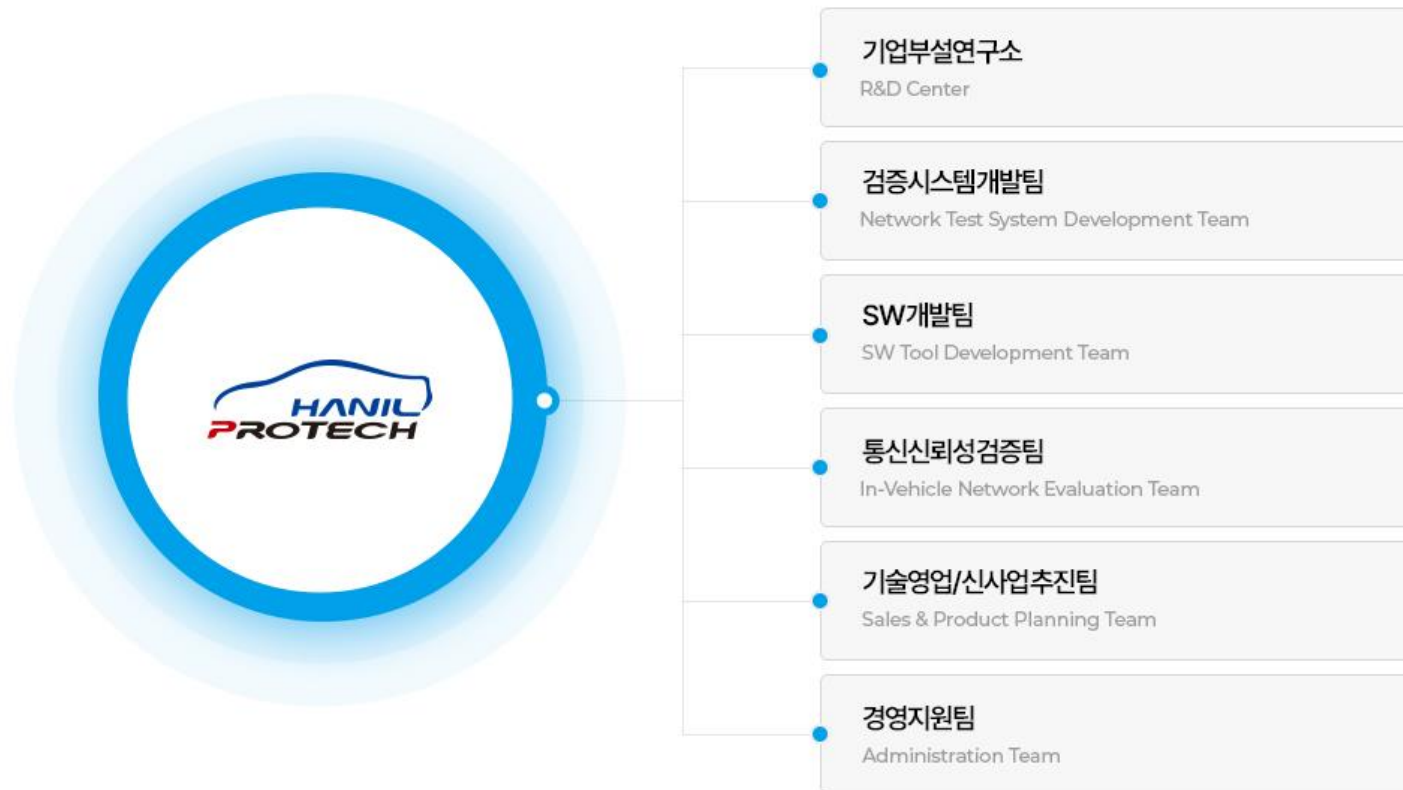 HANIL
PROTECH
기업부설연구소
R&D Center
검증시스템개발팀
Network Test System Development Team
SW개발팀
SW Tool Development Team
통신신뢰성검증팀
In-Vehicle Network Evaluation Team
기술영업/신사업추진팀
Sales & Product Planning Team
경영지원팀
Administration Team